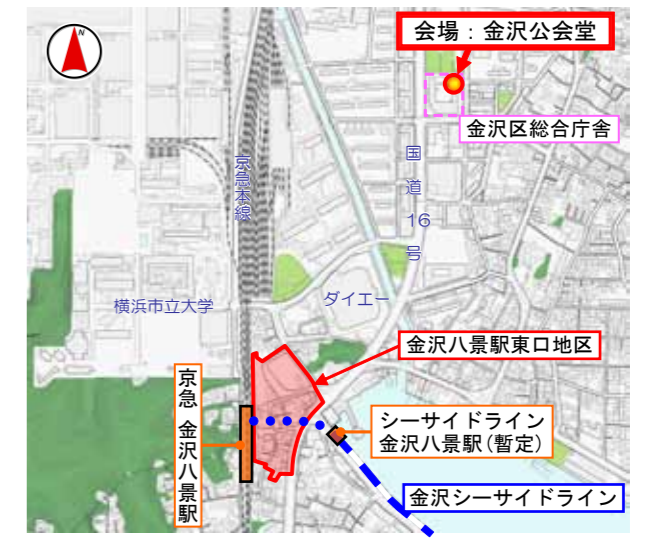 N
会場：金沢公会堂
金沢区総合庁舎
京急本線
国道16号
横浜市立大学
ダイエー
金沢八景駅東口地区
京急 金沢八景駅
シーサイドライン
金沢八景駅(暫定)
金沢シーサイドライン